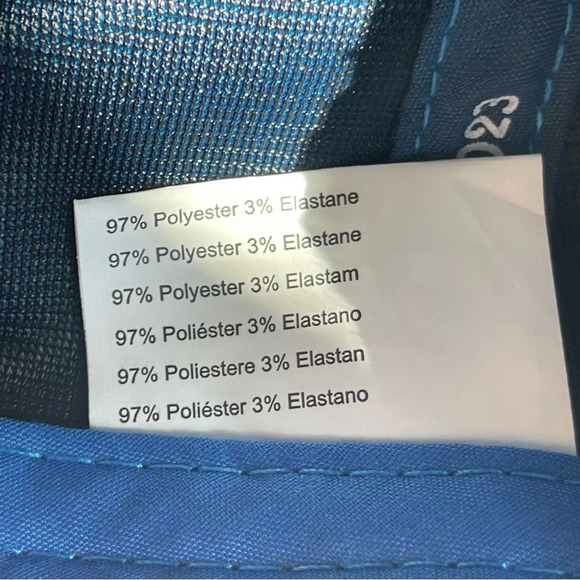 023
97% Polyester 3% Elastane
97% Polyester 3% Elastane
97% Polyester 3% Elastam
97% Poliéster 3% Elastano
97% Poliestere 3% Elastan
97% Poliéster 3% Elastano